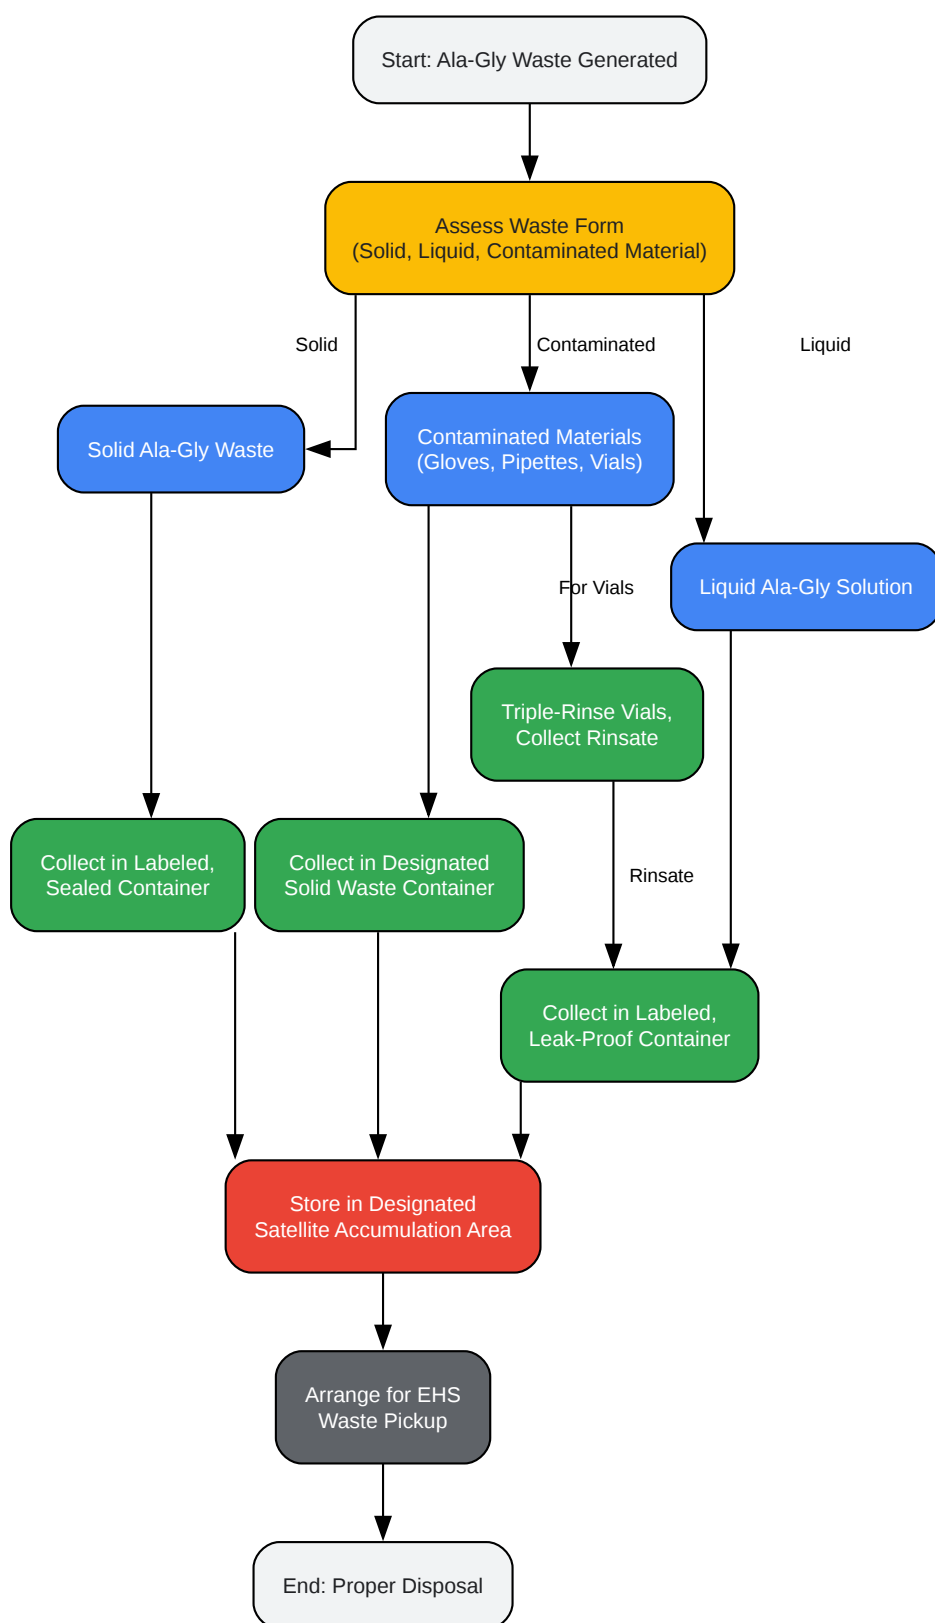 Start: Ala-Gly Waste Generated
Assess Waste Form
(Solid, Liquid, Contaminated Material)
Solid
Contaminated
Liquid
Solid Ala-Gly Waste
Contaminated Materials
(Gloves, Pipettes, Vials)
For Vials
Liquid Ala-Gly Solution
Triple-Rinse Vials,
Collect Rinsate
Collect in Labeled,
Sealed Container
Collect in Designated
Solid Waste Container
Rinsate
Collect in Labeled,
Leak-Proof Container
Store in Designated
Satellite Accumulation Area
Arrange for EHS
Waste Pickup
End: Proper Disposal